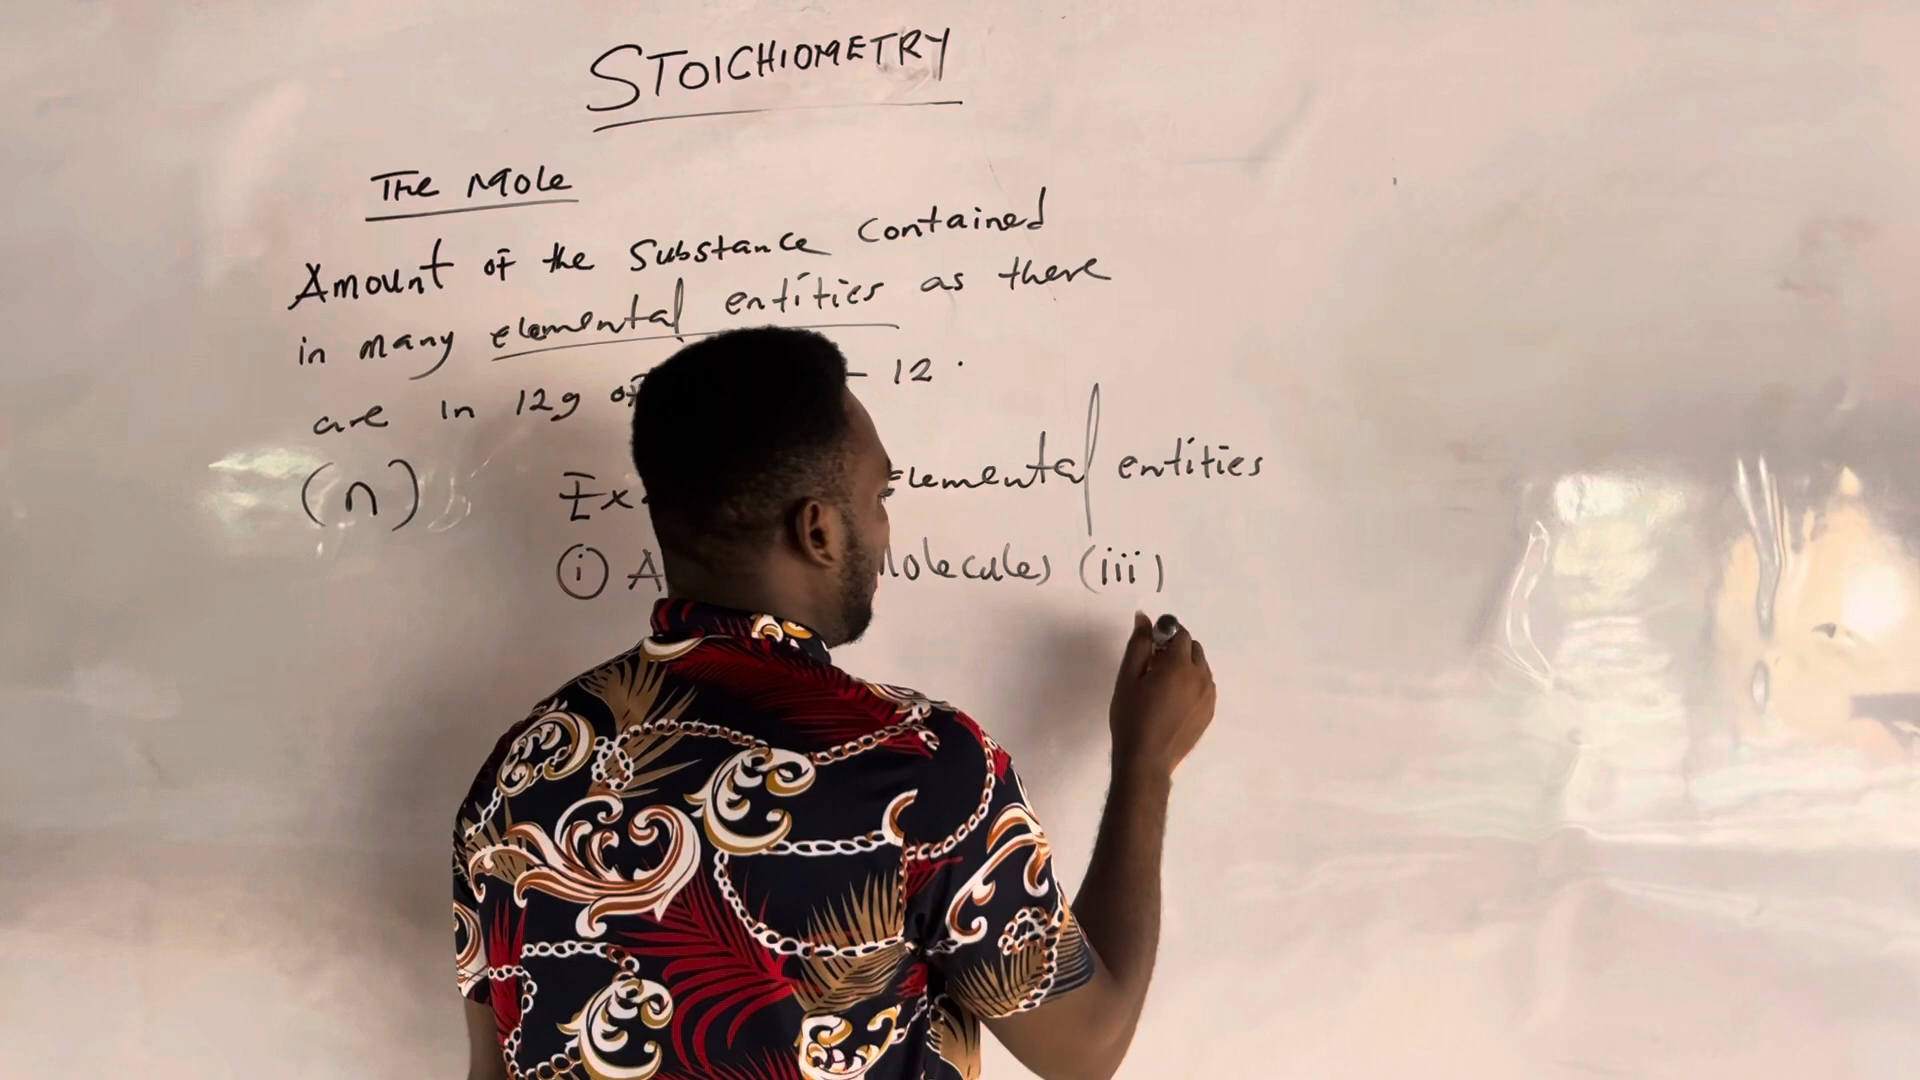 STOICHIOMETRY
The Mole
Amount of the Substance contained
in many elemental entities as there
are in 12g of - 12.
(n) Ex Elemental entities
(i) A Molecules (iii)